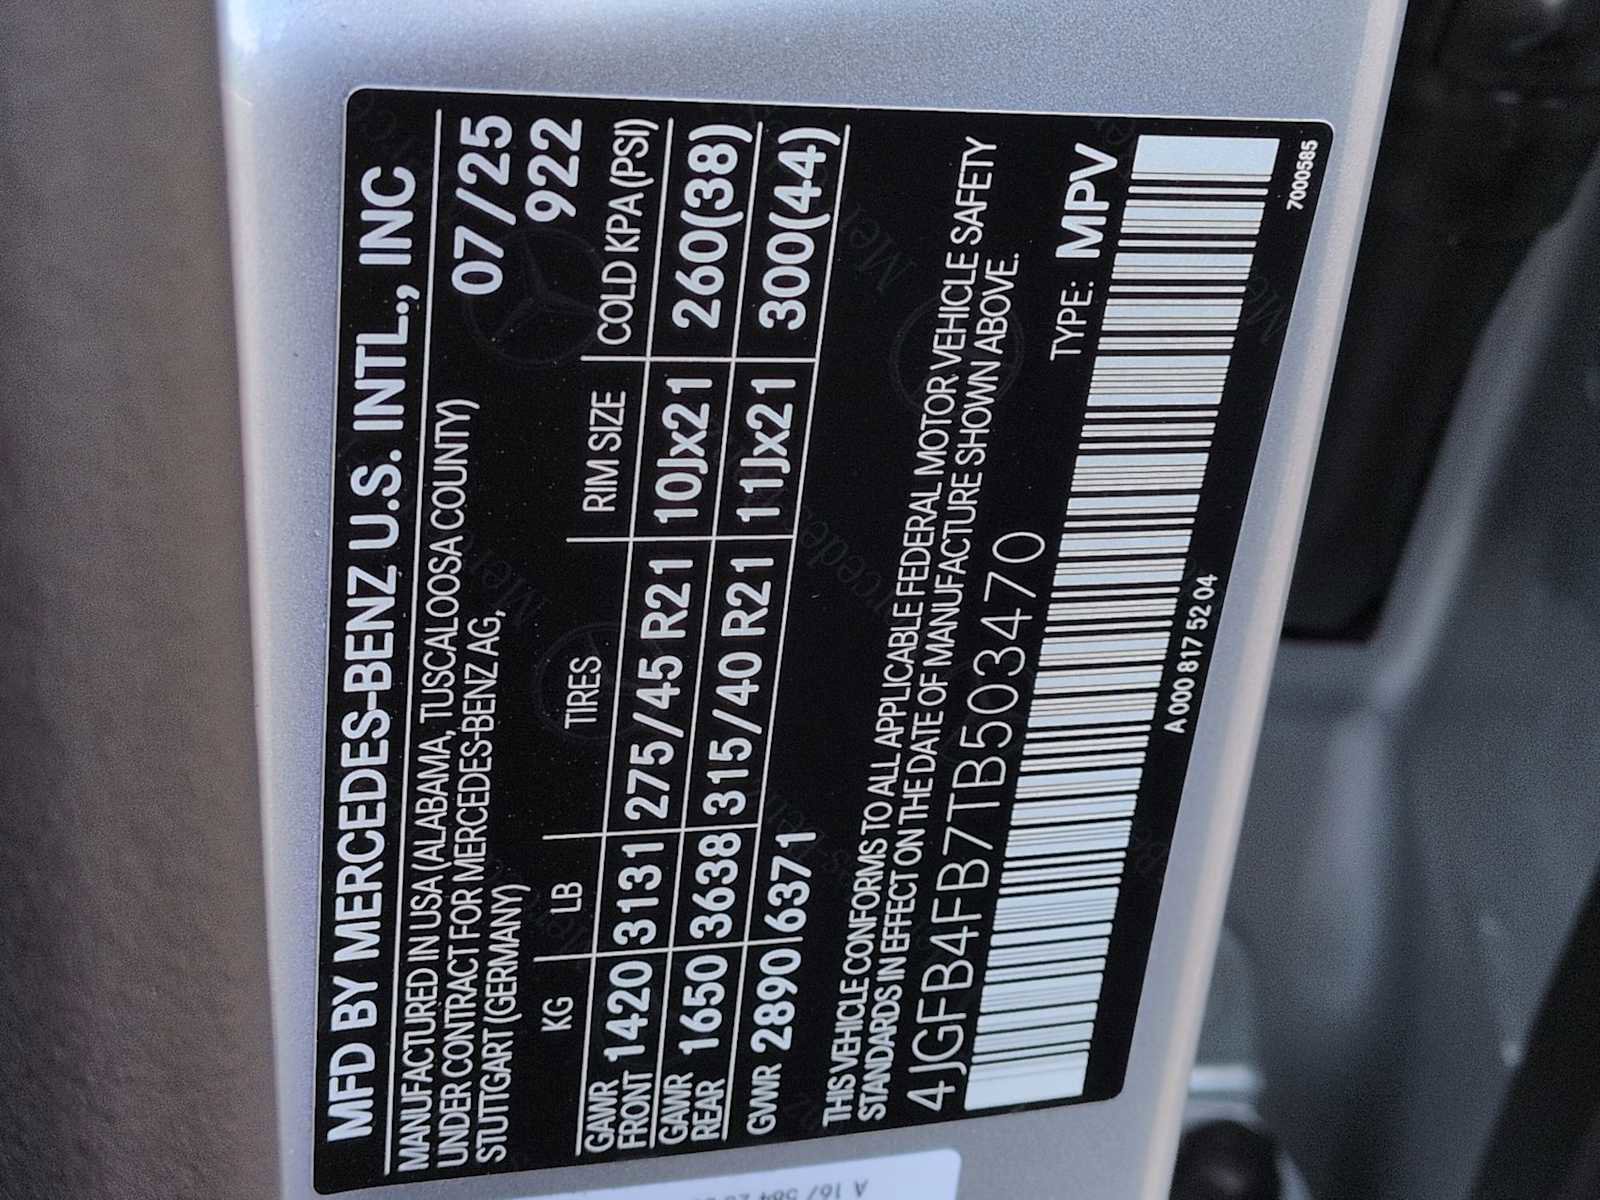 MFD BY MERCEDES-BENZ U.S. INTL., INC
MANUFACTURED IN USA (ALABAMA, TUSCALOOSA COUNTY) 07/25
UNDER CONTRACT FOR MERCEDES-BENZ AG, 922
STUTTGART (GERMANY)
KG LB TIRES RIM SIZE COLD KPA (PSI)
GAWR FRONT 1420 3131 275/45 R21 10Jx21 260(38)
GAWR REAR 1650 3638 315/40 R21 11Jx21 300(44)
GVWR 2890 6371
THIS VEHICLE CONFORMS TO ALL APPLICABLE FEDERAL MOTOR VEHICLE SAFETY
STANDARDS IN EFFECT ON THE DATE OF MANUFACTURE SHOWN ABOVE.
4JGFB4FB7TB503470 TYPE: MPV
A 000 817 52 04
7000585